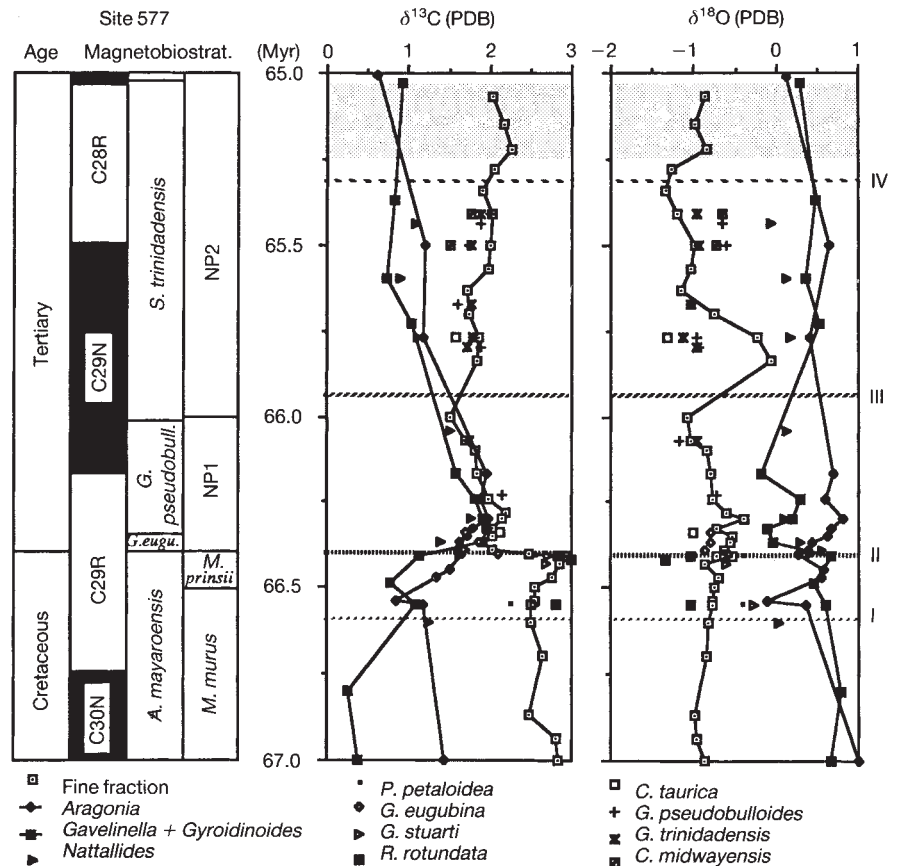 Site 577 δ¹³C (PDB) δ¹⁸O (PDB)
Age Magnetobiostrat. (Myr) 0 1 2 3 −2 −1 0 1
65.0
IV
65.5
66.0
III
II
66.5
I
67.0
Tertiary
Cretaceous
C28R
C29N
C29R
C30N
S. trinidadensis
G. pseudobull.
G.eugu.
A. mayaroensis
NP2
NP1
M. prinsii
M. murus
Fine fraction
Aragonia
Gavelinella + Gyroidinoides
Nattallides
P. petaloidea
G. eugubina
G. stuarti
R. rotundata
C. taurica
G. pseudobulloides
G. trinidadensis
C. midwayensis